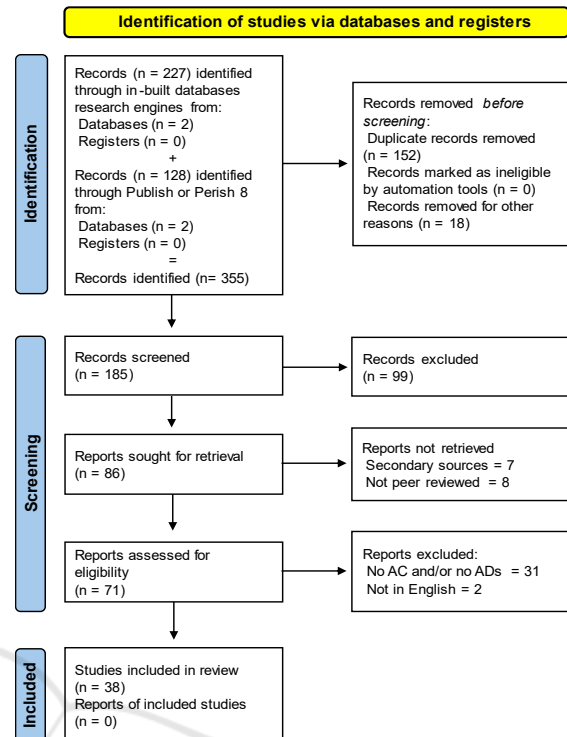 Identification of studies via databases and registers
Identification
Records (n = 227) identified
through in-built databases
research engines from:
Databases (n = 2)
Registers (n = 0)
+
Records (n = 128) identified
through Publish or Perish 8
from:
Databases (n = 2)
Registers (n = 0)
=
Records identified (n= 355)
Records removed before
screening:
Duplicate records removed
(n = 152)
Records marked as ineligible
by automation tools (n = 0)
Records removed for other
reasons (n = 18)
Screening
Records screened
(n = 185)
Records excluded
(n = 99)
Reports sought for retrieval
(n = 86)
Reports not retrieved
Secondary sources = 7
Not peer reviewed = 8
Reports assessed for
eligibility
(n = 71)
Reports excluded:
No AC and/or no ADs = 31
Not in English = 2
Included
Studies included in review
(n = 38)
Reports of included studies
(n = 0)